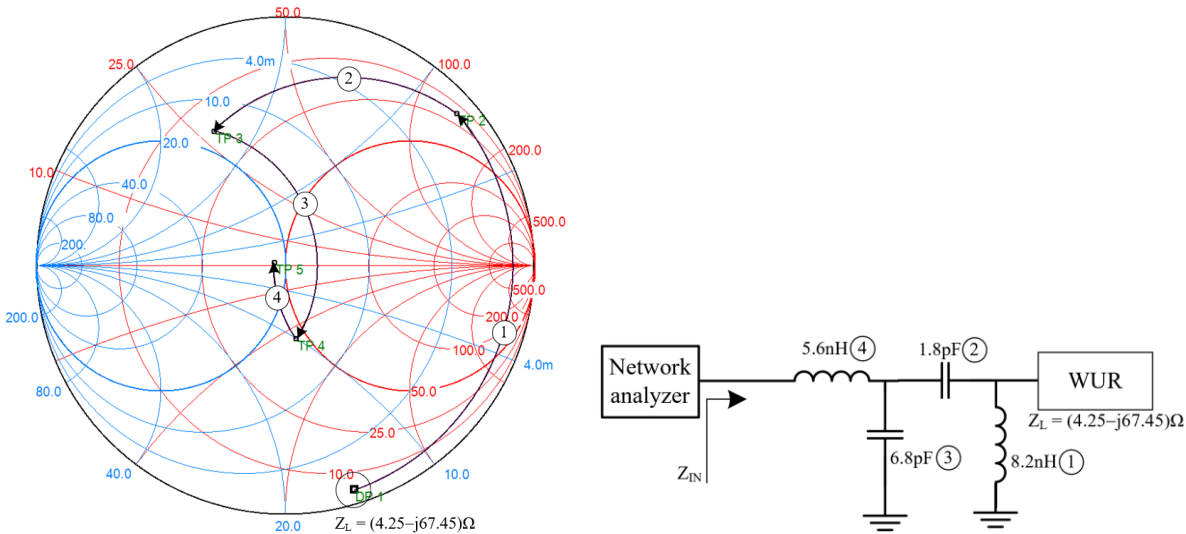 50.0
25.0
4.0m
2
100.0
10.0
TP 2
TP 3
20.0
200.0
10.0
40.0
3
80.0
500.0
200.
TP 5
500.0
4
200.0
200.0
1
TP 4
100.0
4.0m
80.0
50.0
25.0
40.0
10.0
10.0
DP 1
20.0
Z_L = (4.25−j67.45)Ω
Network
analyzer
5.6nH 4
1.8pF 2
WUR
Z_L = (4.25−j67.45)Ω
6.8pF 3
8.2nH 1
Z_IN